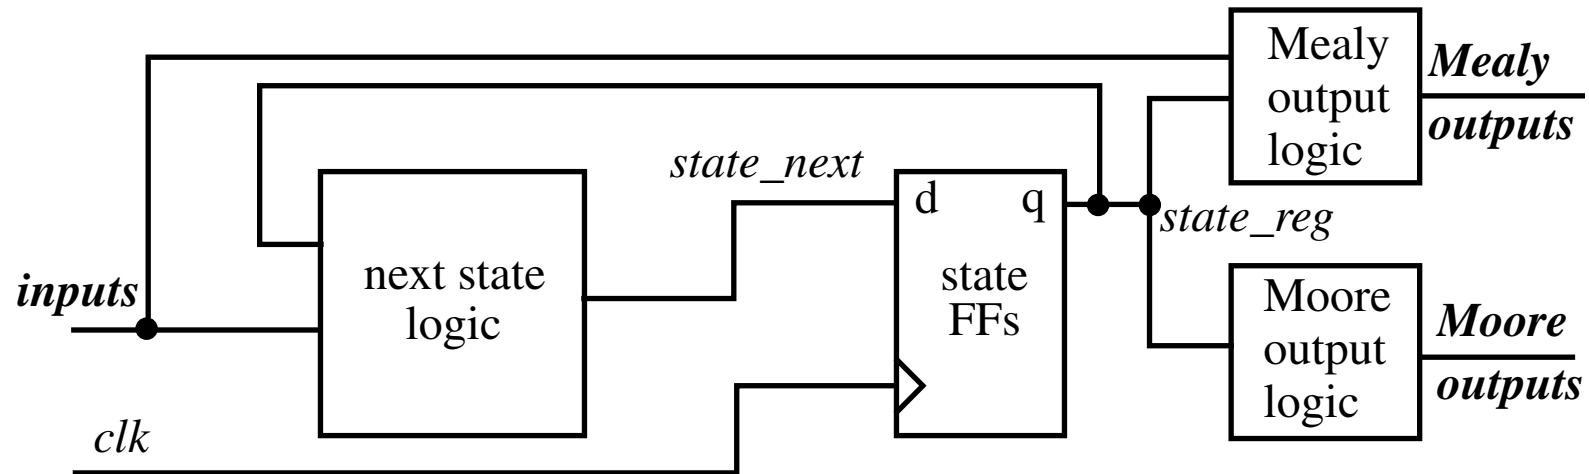 Mealy
output
logic
Mealy
outputs
state_next
d
q
state_reg
inputs
next state
logic
state
FFs
Moore
output
logic
Moore
outputs
clk